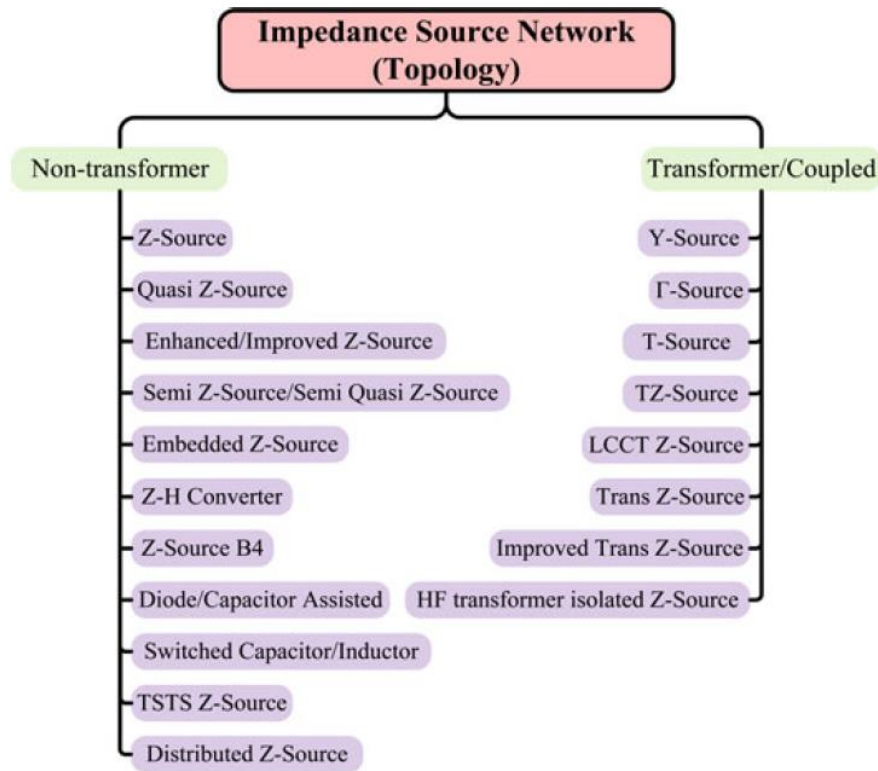 Impedance Source Network
(Topology)
Non-transformer
Transformer/Coupled
Z-Source
Quasi Z-Source
Enhanced/Improved Z-Source
Semi Z-Source/Semi Quasi Z-Source
Embedded Z-Source
Z-H Converter
Z-Source B4
Diode/Capacitor Assisted
Switched Capacitor/Inductor
TSTS Z-Source
Distributed Z-Source
Y-Source
Γ-Source
T-Source
TZ-Source
LCCT Z-Source
Trans Z-Source
Improved Trans Z-Source
HF transformer isolated Z-Source